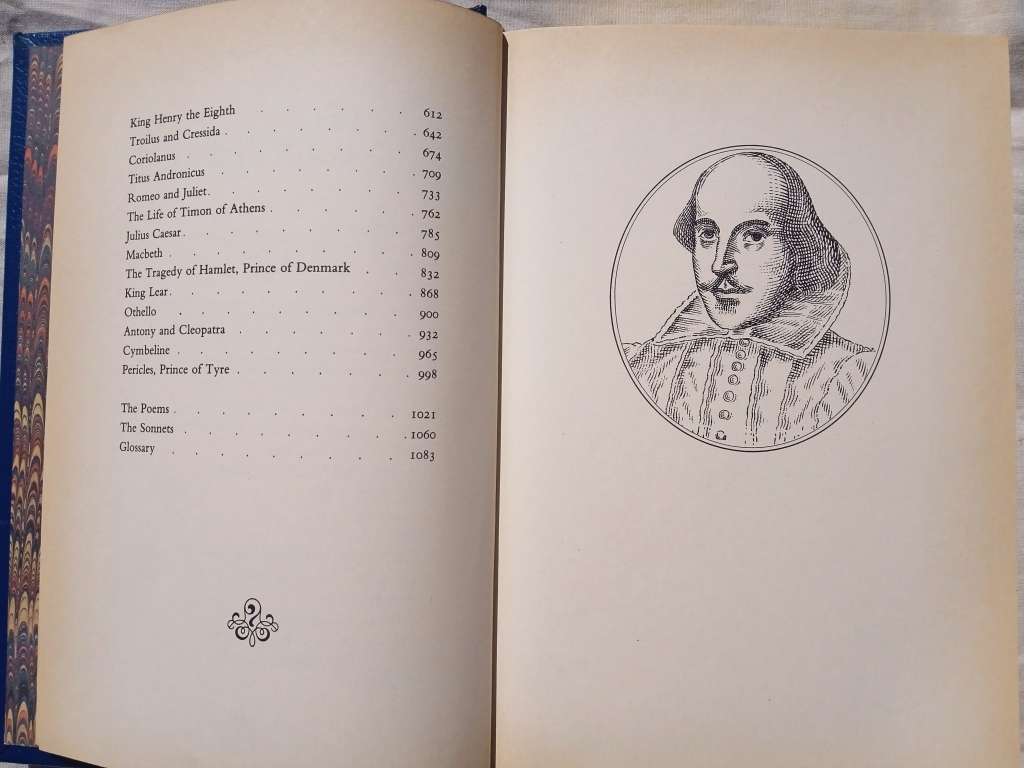 King Henry the Eighth . . . . . . 612
Troilus and Cressida . . . . . . . . 642
Coriolanus . . . . . . . . . 674
Titus Andronicus . . . . . . . . 709
Romeo and Juliet . . . . . . . . 733
The Life of Timon of Athens . . . . . . 762
Julius Caesar . . . . . . . . . 785
Macbeth . . . . . . . . . 809
The Tragedy of Hamlet, Prince of Denmark . . . 832
King Lear . . . . . . . . . 868
Othello . . . . . . . . . 900
Antony and Cleopatra . . . . . . . 932
Cymbeline . . . . . . . . . 965
Pericles, Prince of Tyre . . . . . . . 998
The Poems . . . . . . . . . 1021
The Sonnets . . . . . . . . . 1060
Glossary . . . . . . . . . 1083